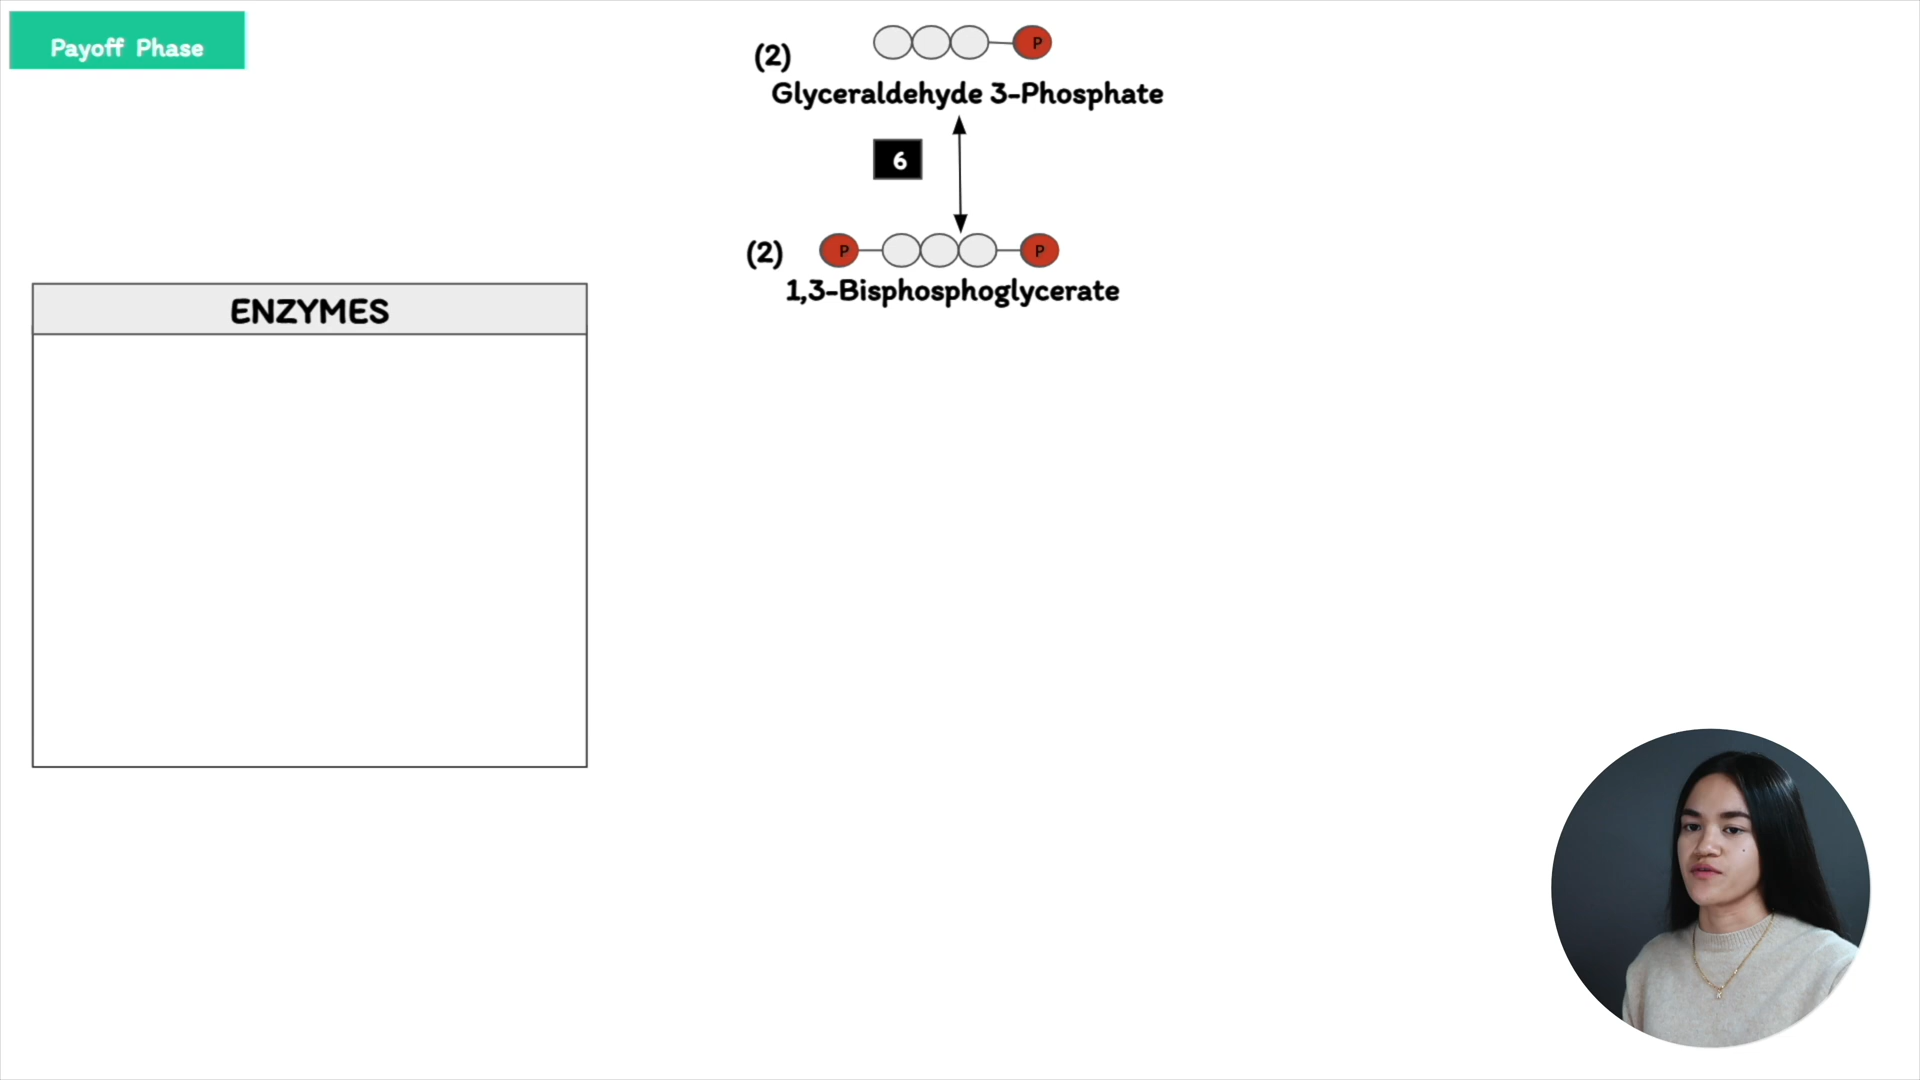 Payoff Phase
P
(2)
Glyceraldehyde 3-Phosphate
6
(2)
P
P
1,3-Bisphosphoglycerate
ENZYMES